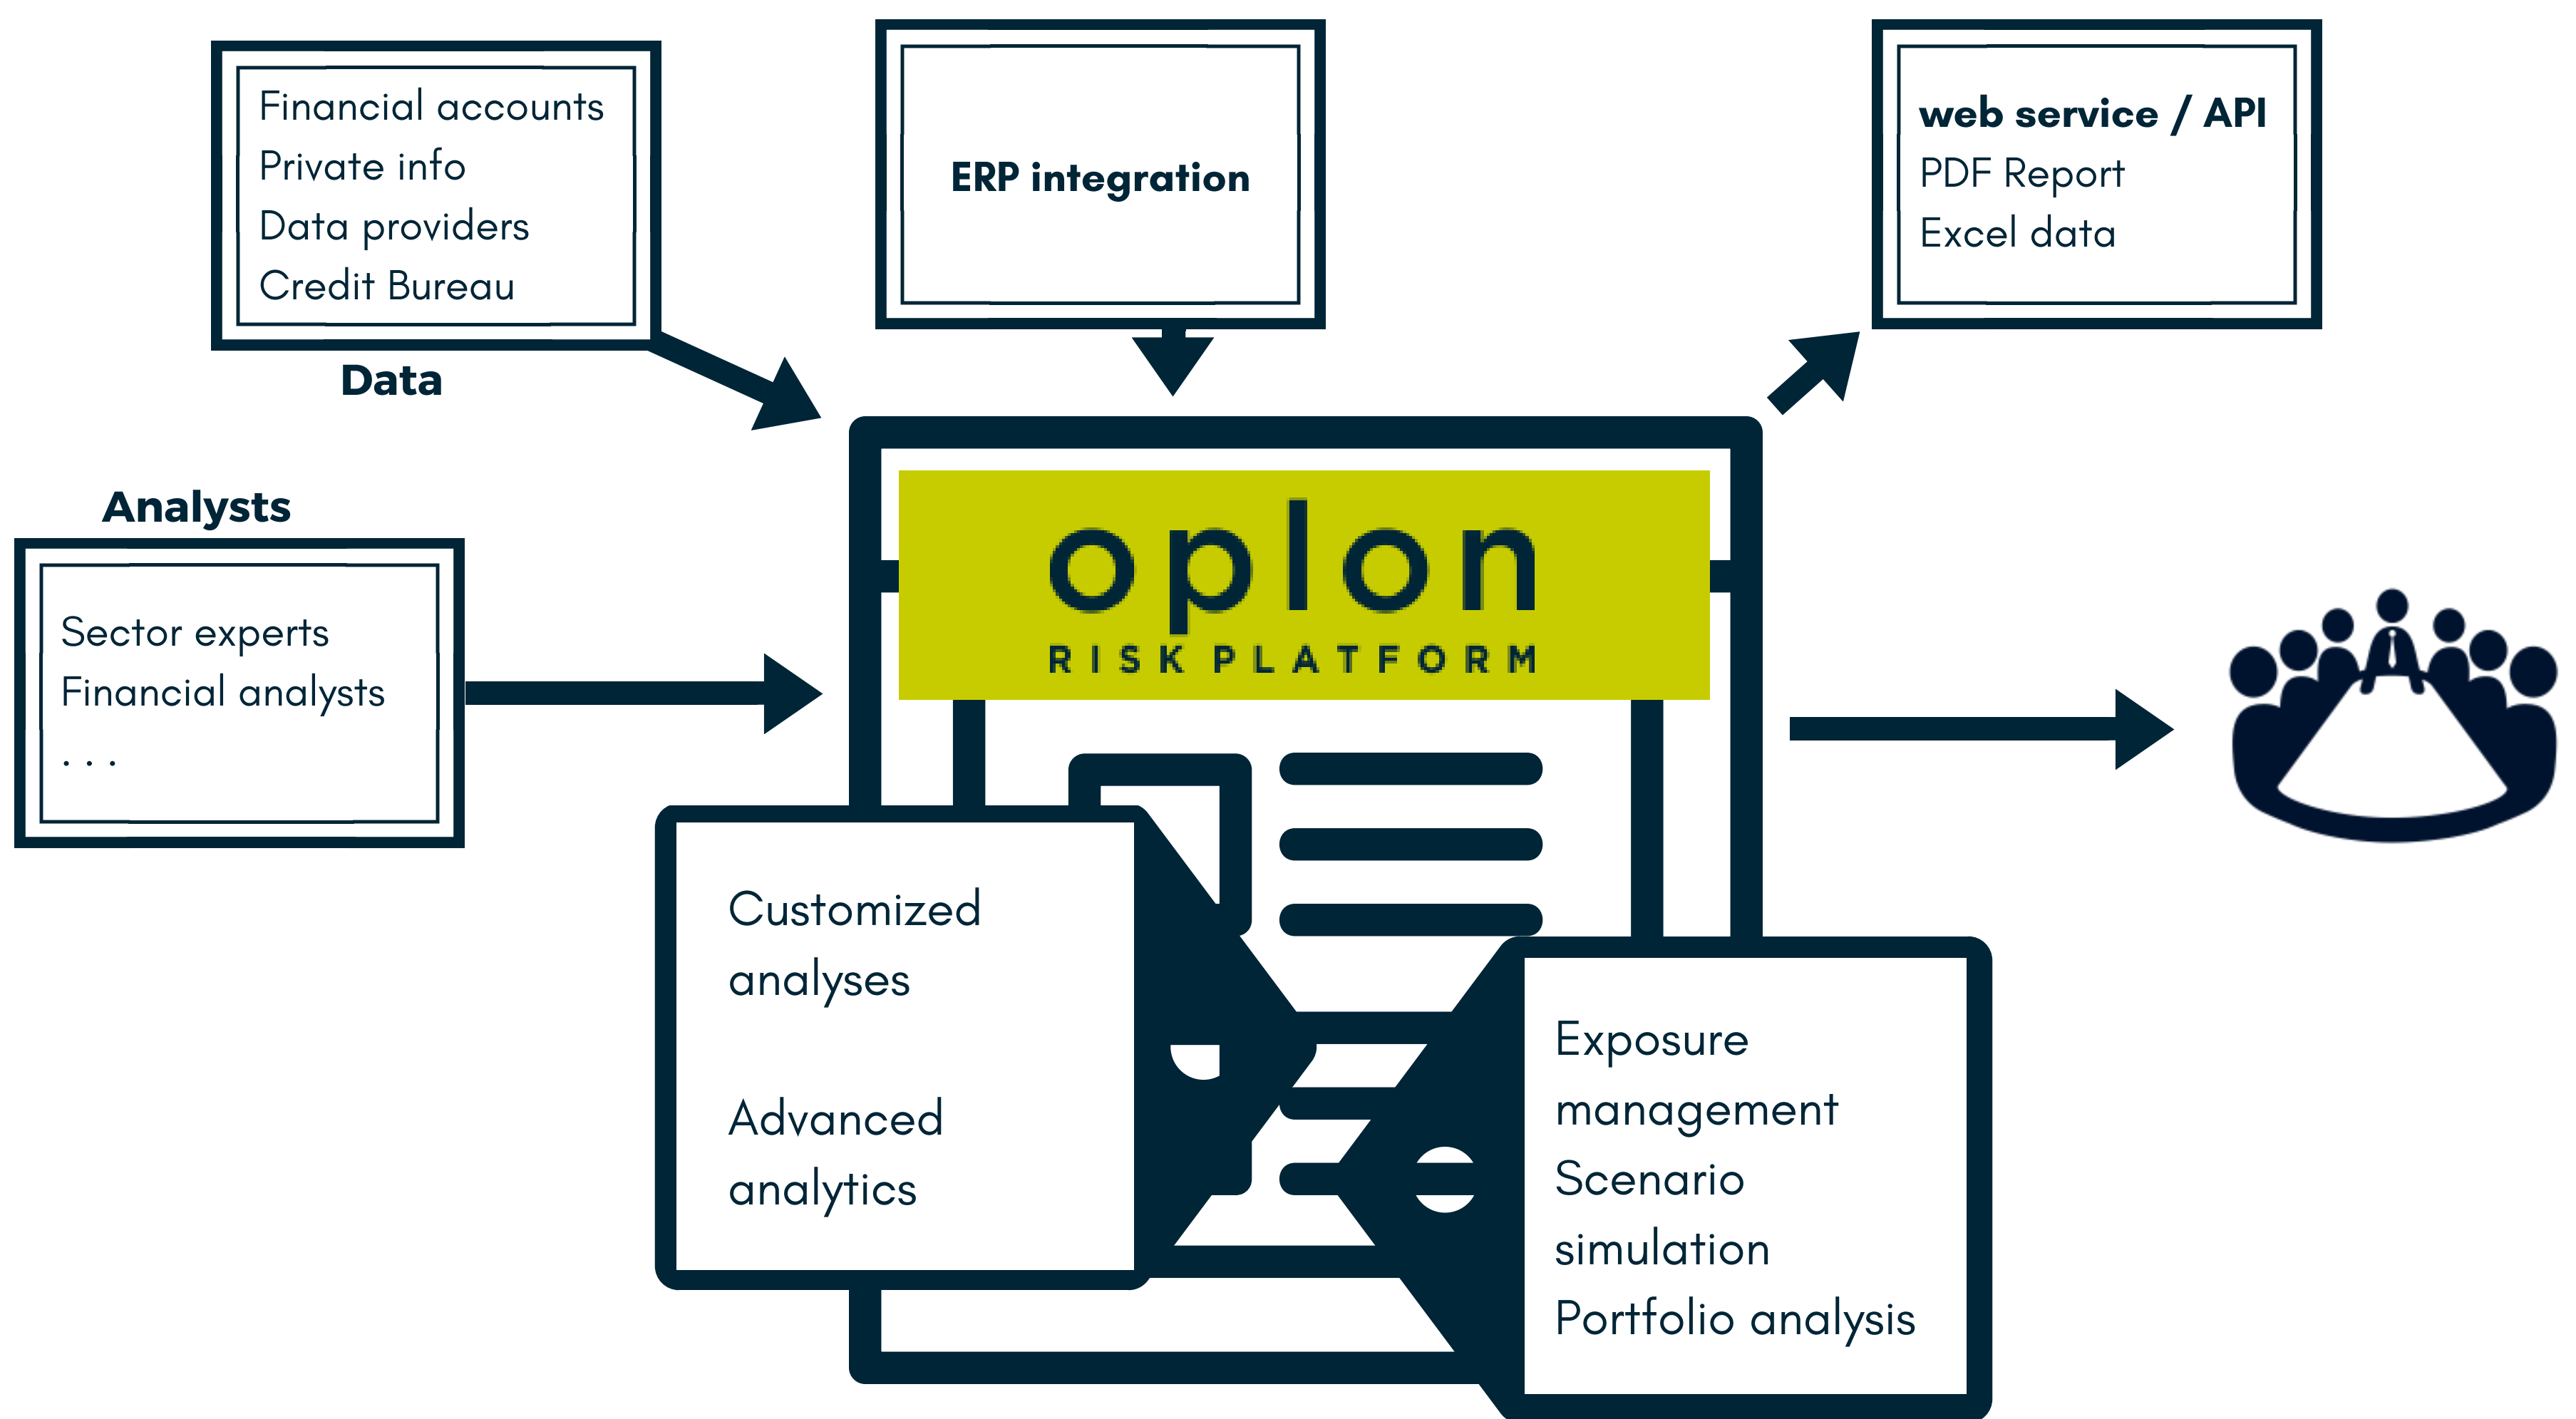 Financial accounts
Private info
Data providers
Credit Bureau
Data
ERP integration
web service / API
PDF Report
Excel data
Analysts
Sector experts
Financial analysts
. . .
oplon
RISK PLATFORM
Customized
analyses
Advanced
analytics
Exposure
management
Scenario
simulation
Portfolio analysis